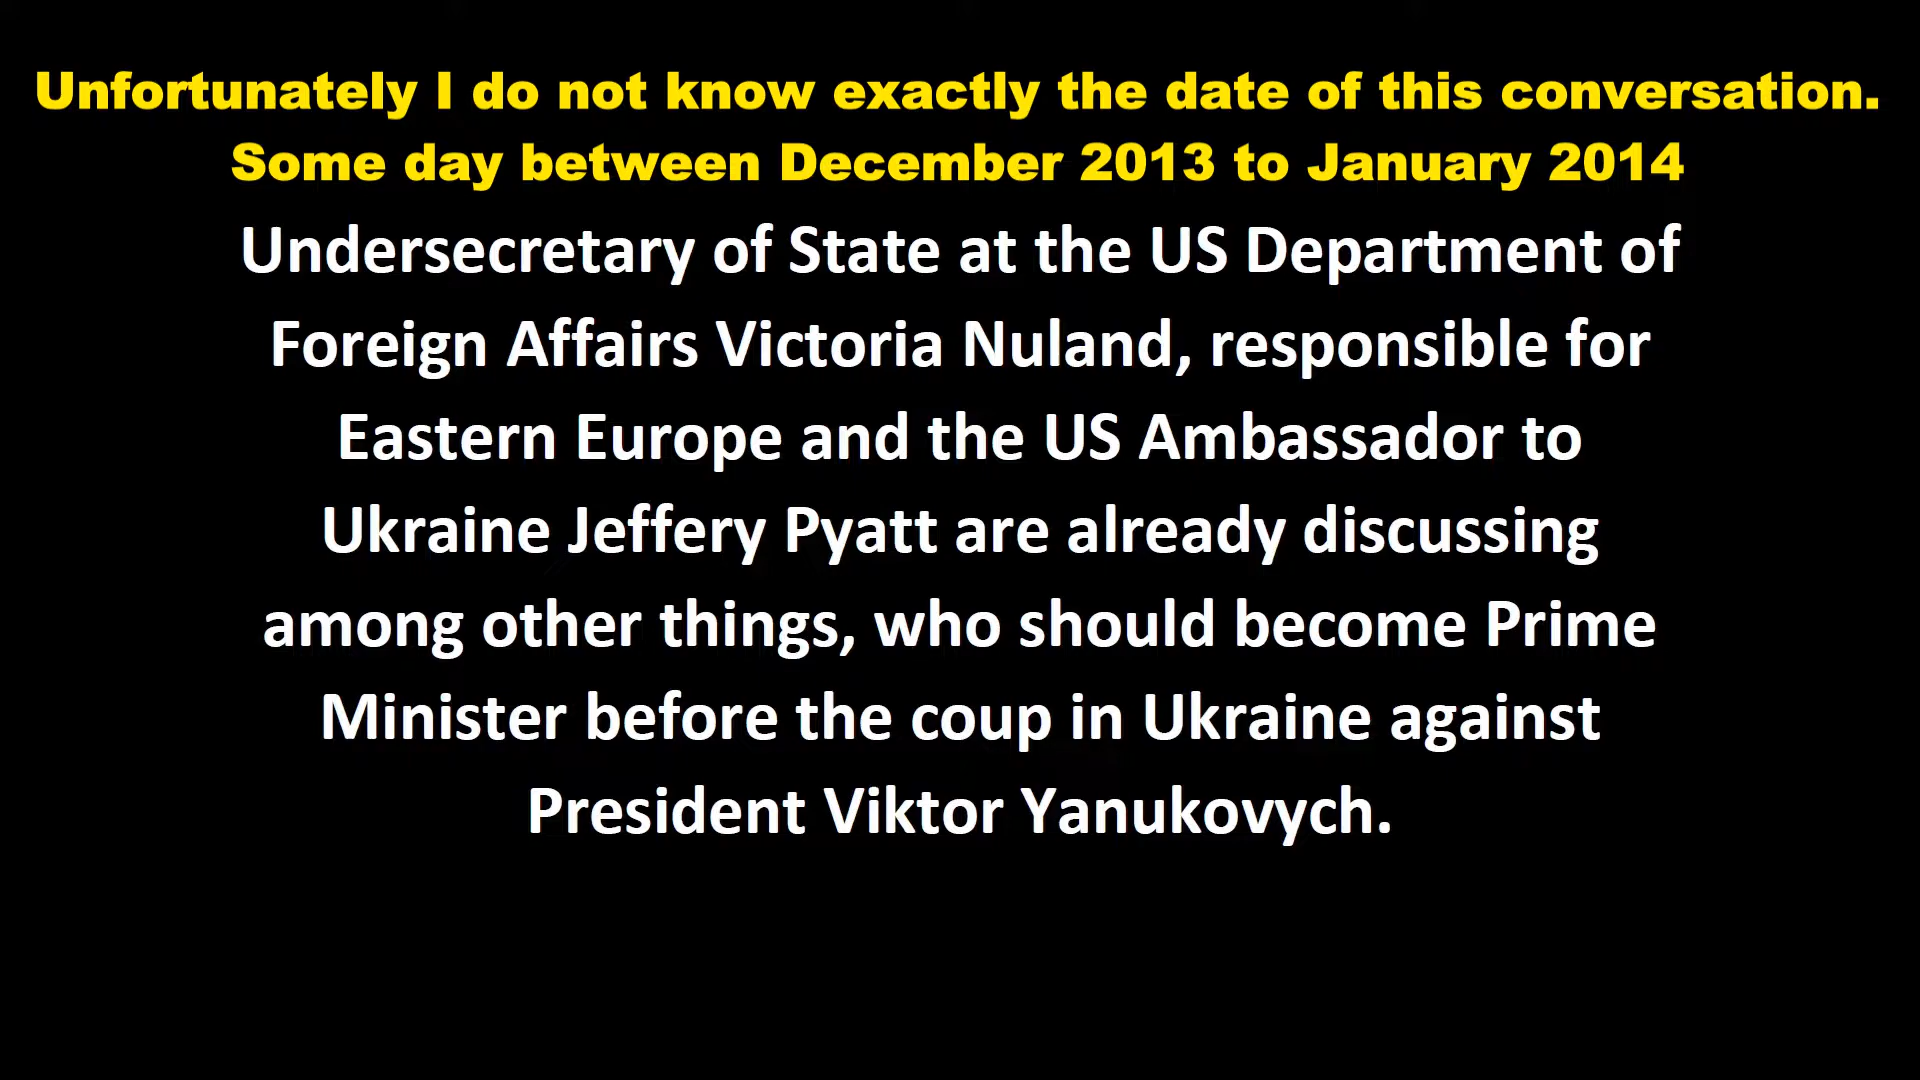 Unfortunately I do not know exactly the date of this conversation.
Some day between December 2013 to January 2014
Undersecretary of State at the US Department of
Foreign Affairs Victoria Nuland, responsible for
Eastern Europe and the US Ambassador to
Ukraine Jeffery Pyatt are already discussing
among other things, who should become Prime
Minister before the coup in Ukraine against
President Viktor Yanukovych.